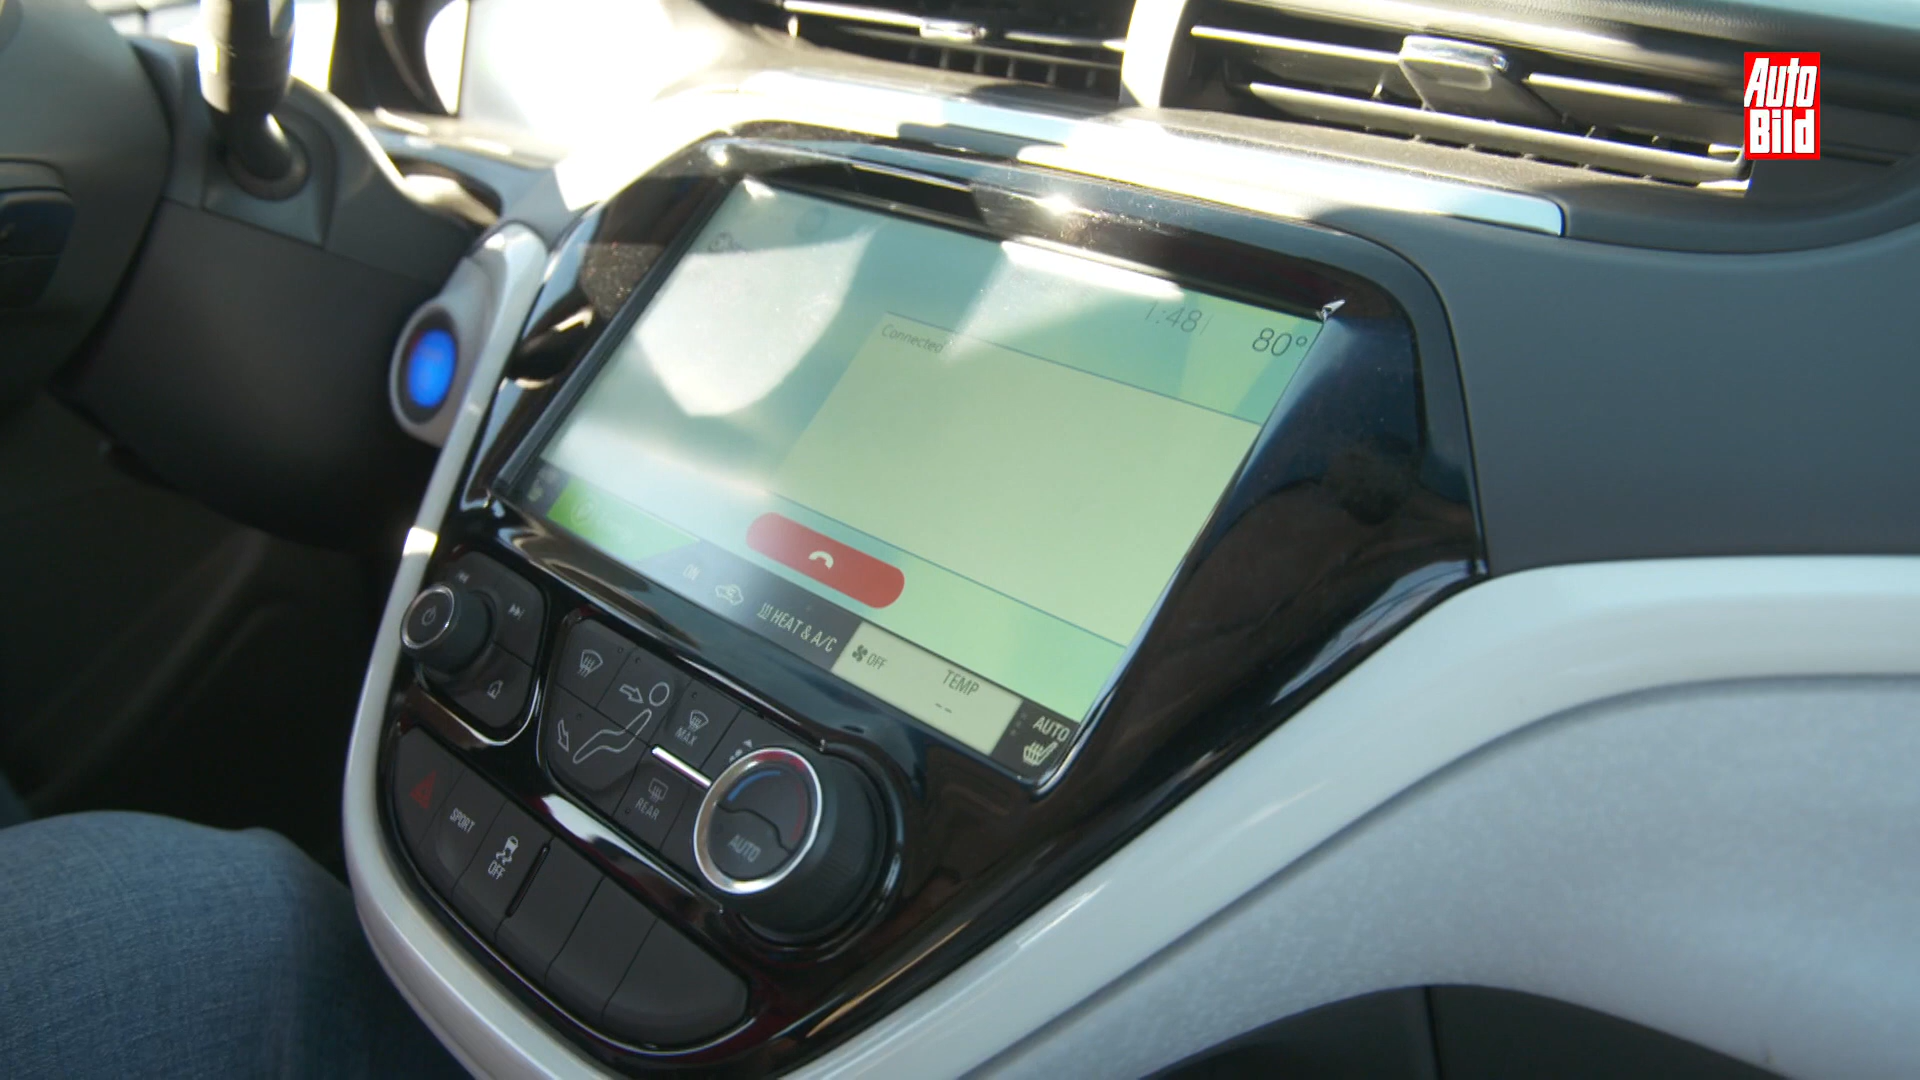 Auto
Bild
1:48
80°
Connected
ON
HEAT & A/C
OFF
TEMP
--
AUTO
MAX
REAR
AUTO
SPORT
OFF